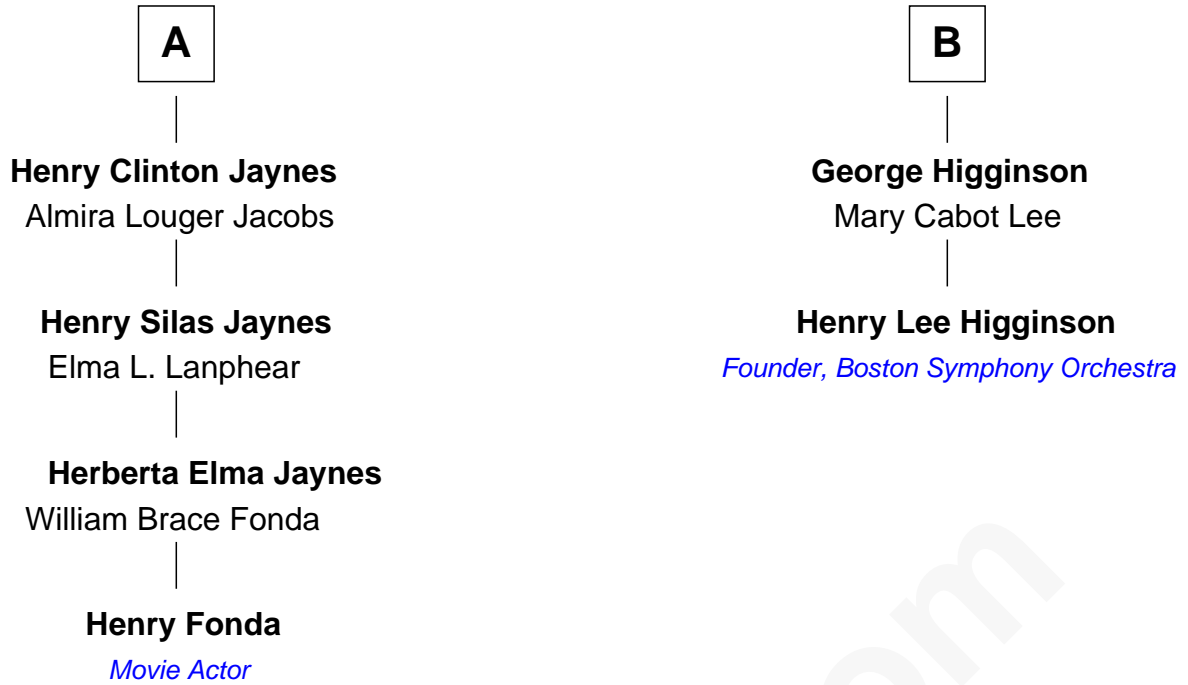 A
Henry Clinton Jaynes
Almira Louger Jacobs
Henry Silas Jaynes
Elma L. Lanphear
Herberta Elma Jaynes
William Brace Fonda
Henry Fonda
Movie Actor
B
George Higginson
Mary Cabot Lee
Henry Lee Higginson
Founder, Boston Symphony Orchestra
om